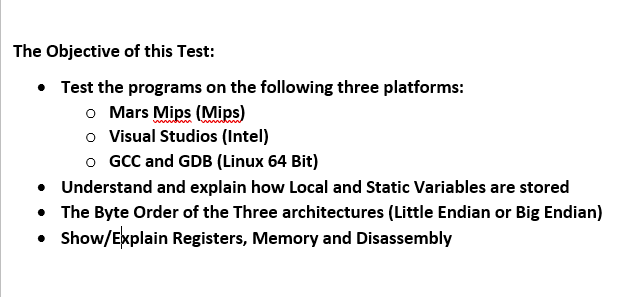 The Objective of this Test:
• Test the programs on the following three platforms:
o Mars Mips (Mips)
o Visual Studios (Intel)
o GCC and GDB (Linux 64 Bit)
• Understand and explain how Local and Static Variables are stored
• The Byte Order of the Three architectures (Little Endian or Big Endian)
• Show/Explain Registers, Memory and Disassembly